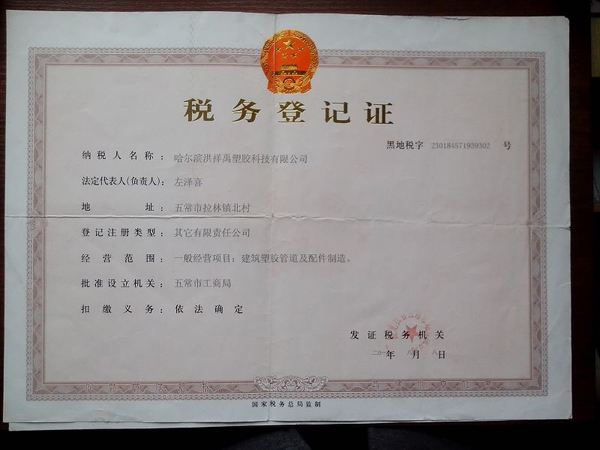 税务登记证
黑地税字 230184571939302 号
纳税人名称： 哈尔滨洪祥禹塑胶科技有限公司
法定代表人(负责人)： 左泽喜
地 址： 五常市拉林镇北村
登记注册类型： 其它有限责任公司
经营范围： 一般经营项目：建筑塑胶管道及配件制造。
批准设立机关： 五常市工商局
扣缴义务： 依法确定
发证税务机关
年 八月 八日
国家税务总局监制